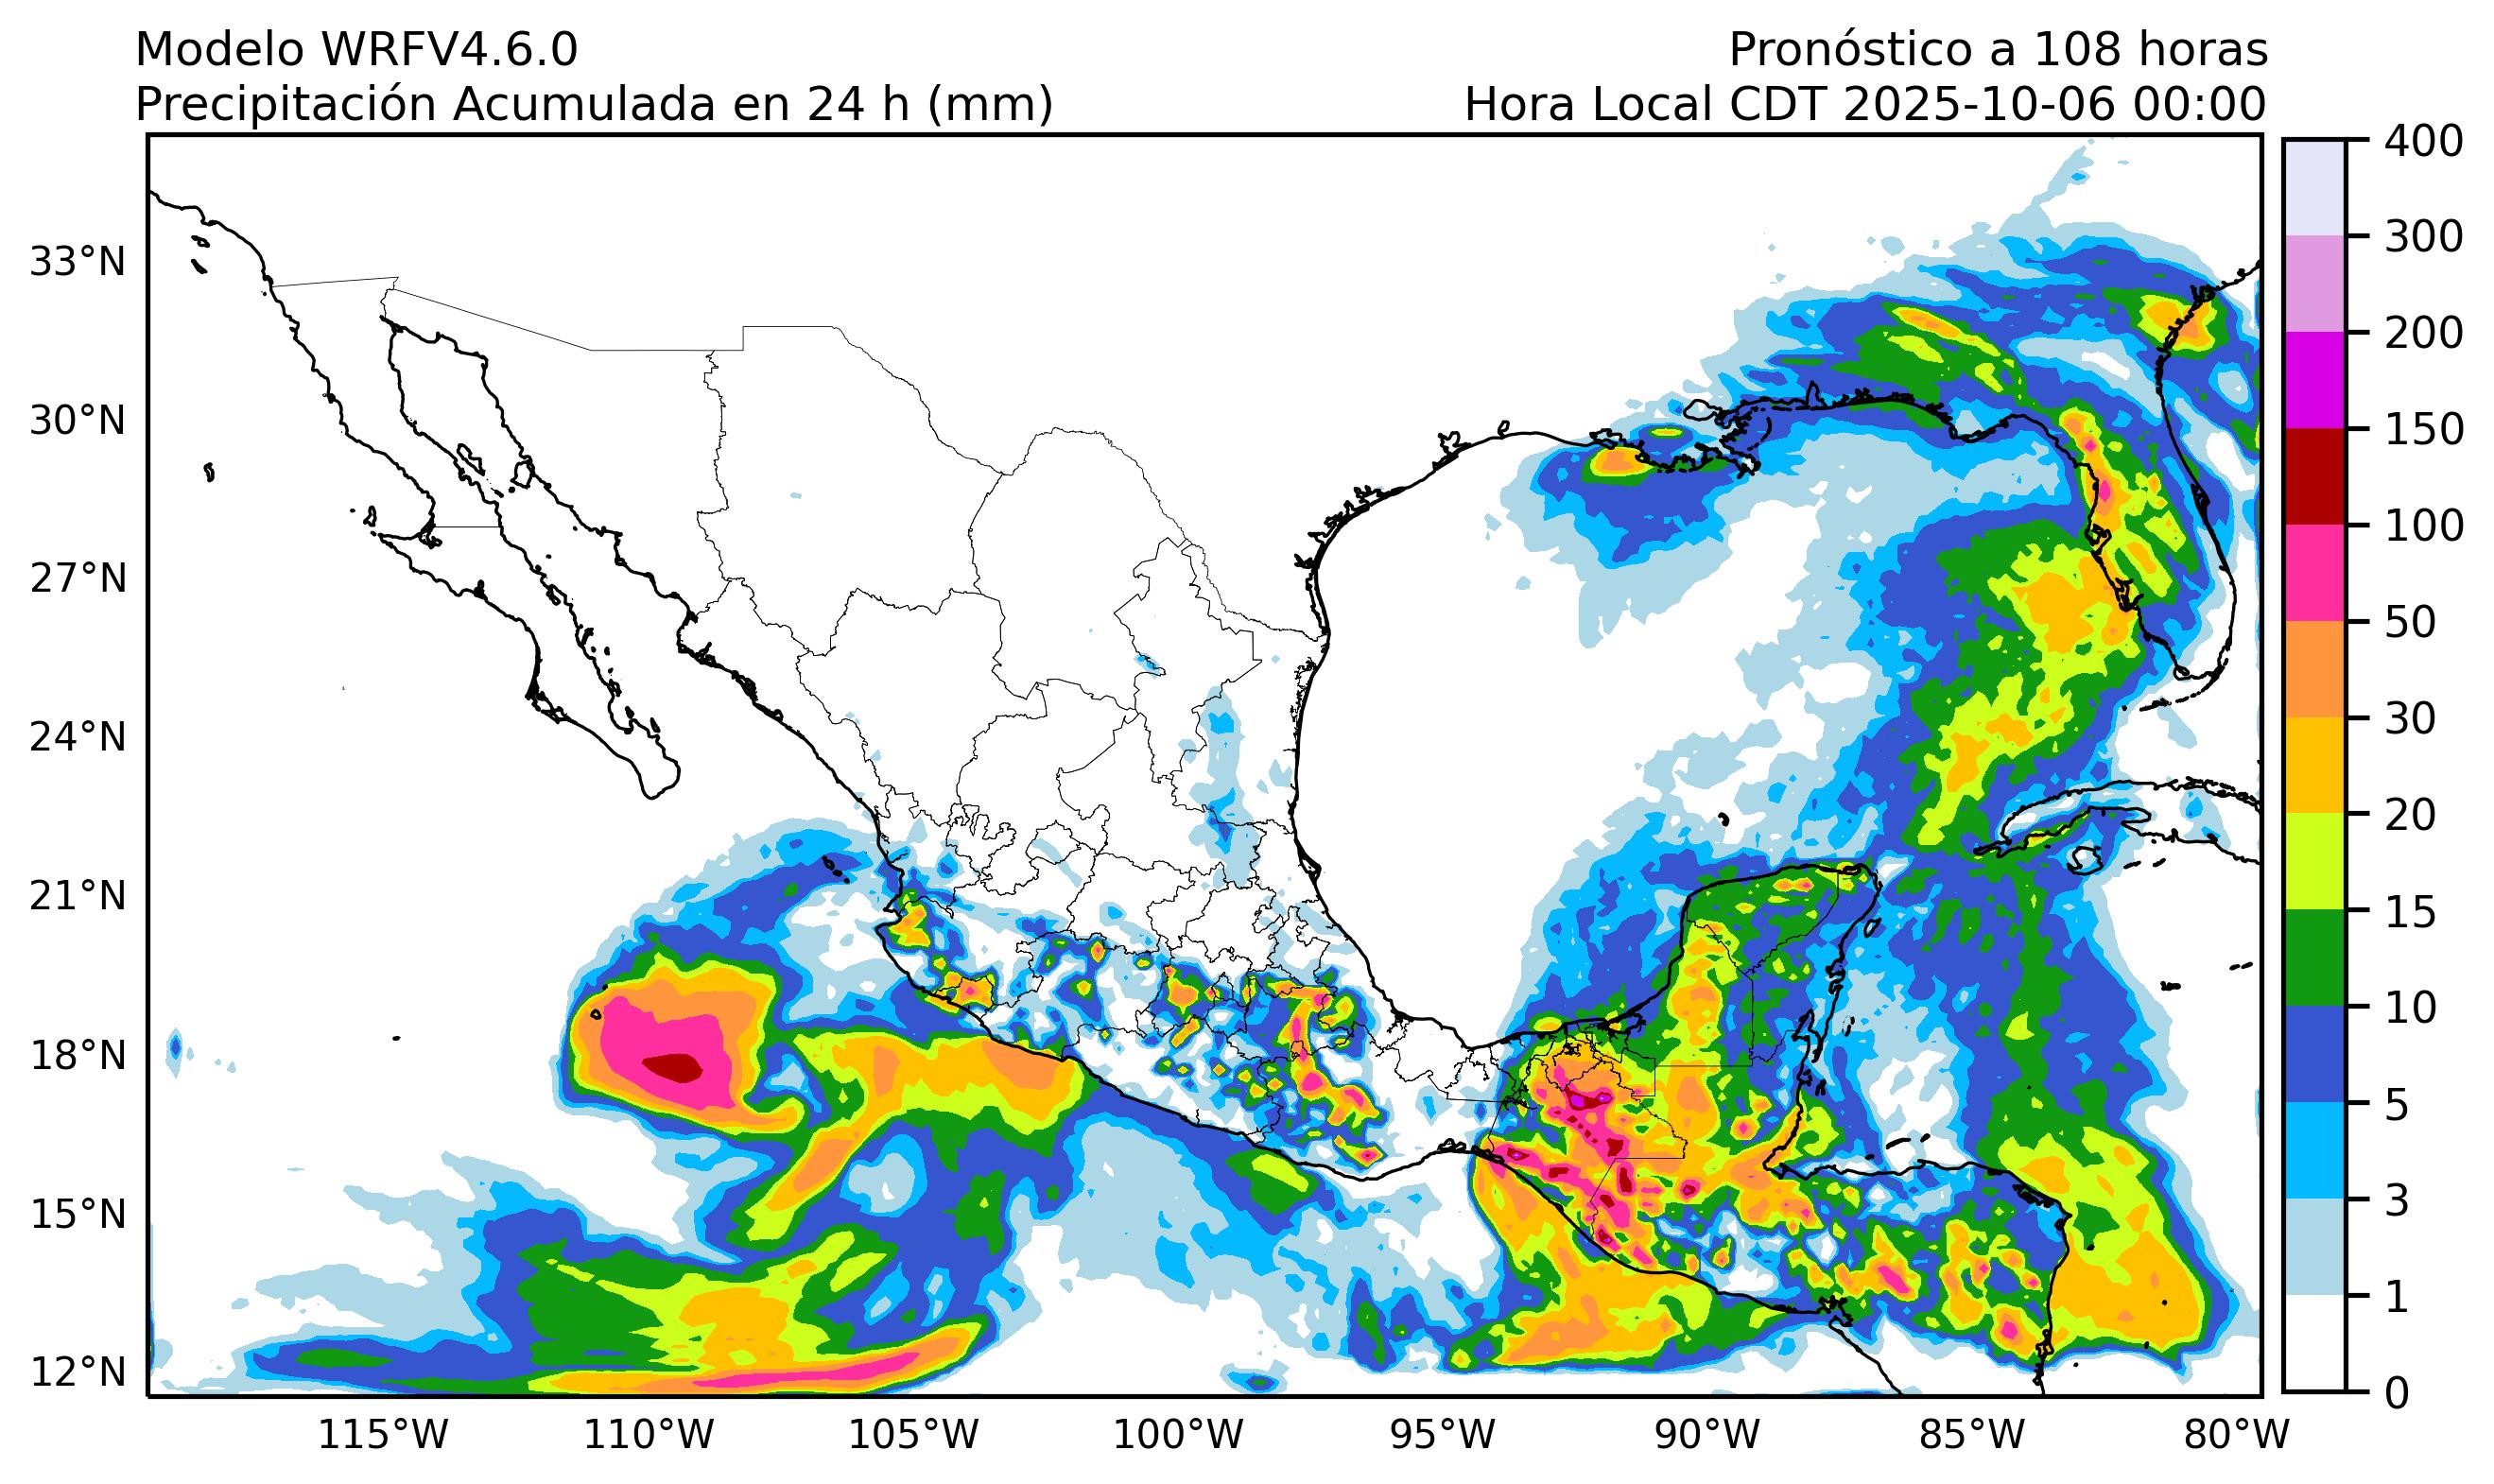 Modelo WRFV4.6.0
Pronóstico a 108 horas
Precipitación Acumulada en 24 h (mm)
Hora Local CDT 2025-10-06 00:00
33°N
30°N
27°N
24°N
21°N
18°N
15°N
12°N
115°W
110°W
105°W
100°W
95°W
90°W
85°W
80°W
400
300
200
150
100
50
30
20
15
10
5
3
1
0